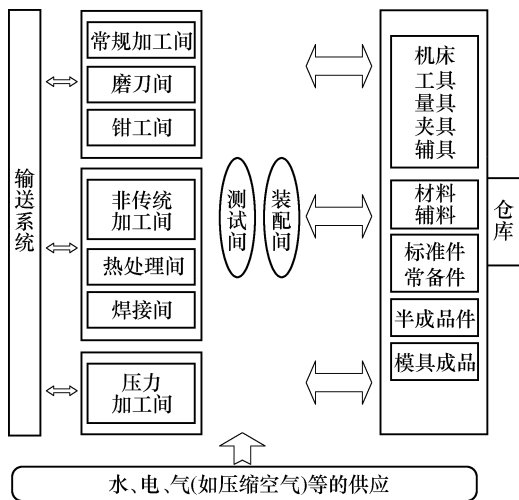 输送系统
常规加工间
磨刀间
钳工间
非传统
加工间
热处理间
焊接间
压力
加工间
测试间
装配间
机床
工具
量具
夹具
辅具
材料
辅料
标准件
常备件
半成品件
模具成品
仓库
水、电、气(如压缩空气)等的供应